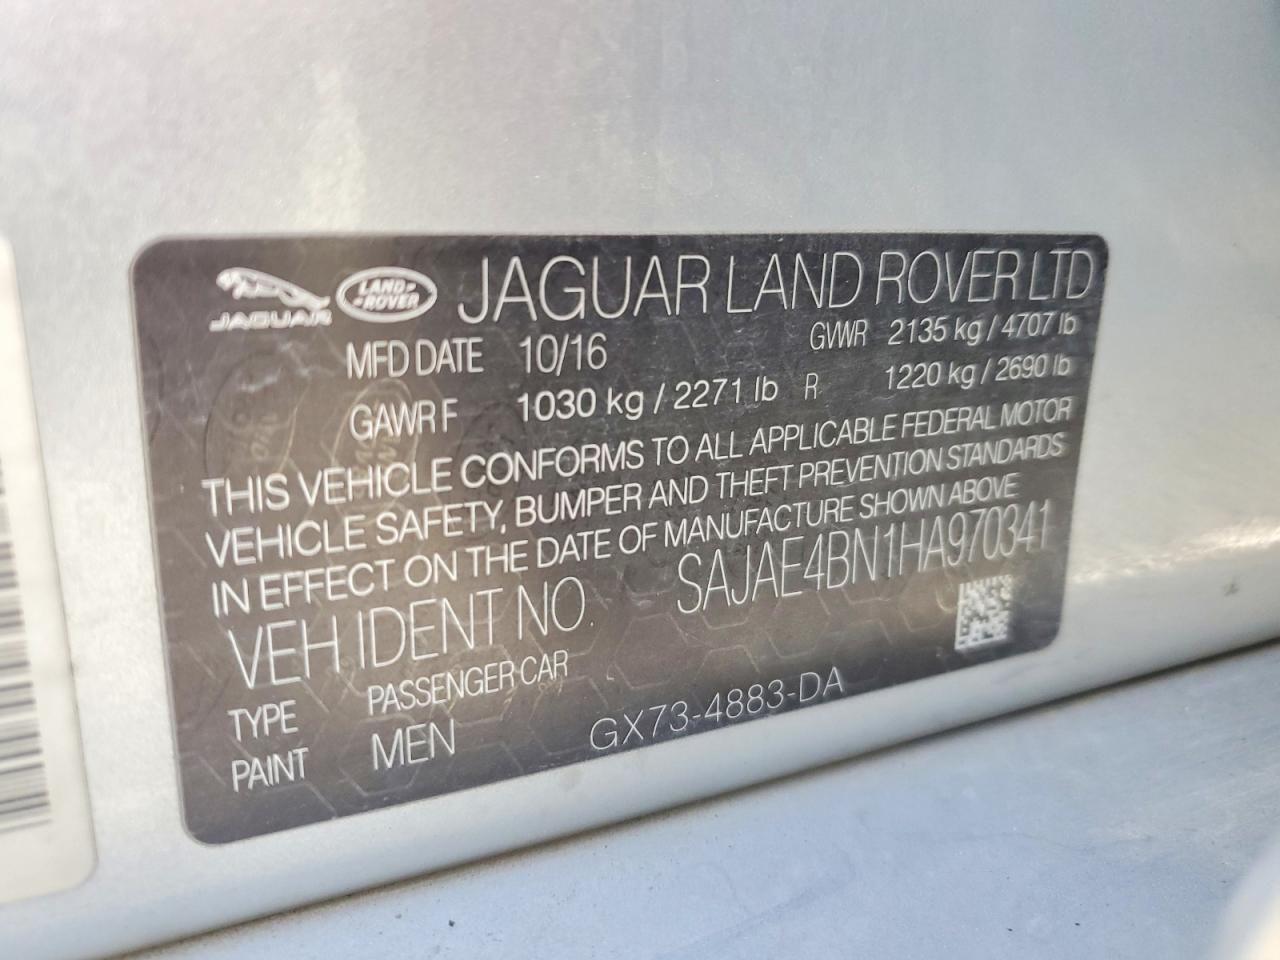 JAGUAR LAND ROVER JAGUAR LAND ROVER LTD
MFD DATE 10/16 GVWR 2135 kg / 4707 lb
GAWR F 1030 kg / 2271 lb R 1220 kg / 2690 lb
THIS VEHICLE CONFORMS TO ALL APPLICABLE FEDERAL MOTOR
VEHICLE SAFETY, BUMPER AND THEFT PREVENTION STANDARDS
IN EFFECT ON THE DATE OF MANUFACTURE SHOWN ABOVE
VEH IDENT NO. SAJAE4BN1HA970341
TYPE PASSENGER CAR
PAINT MEN GX73-4883-DA